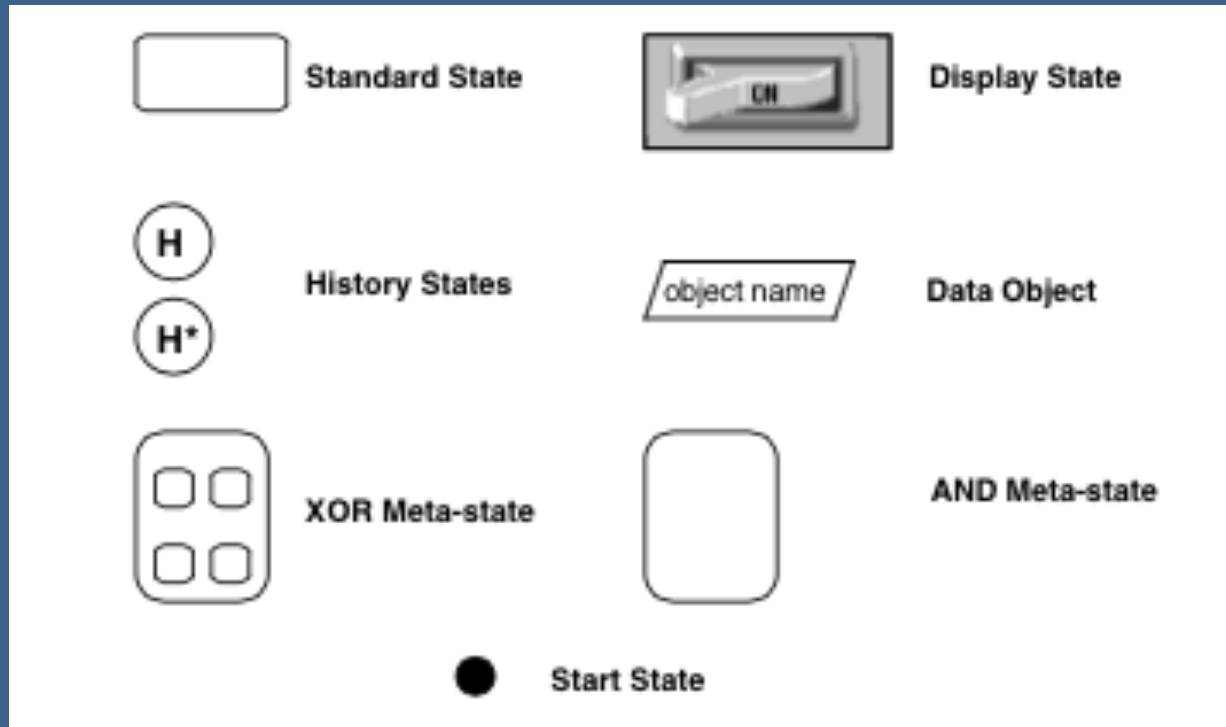 Standard State
ON
Display State
H
History States
H*
object name
Data Object
XOR Meta-state
AND Meta-state
Start State